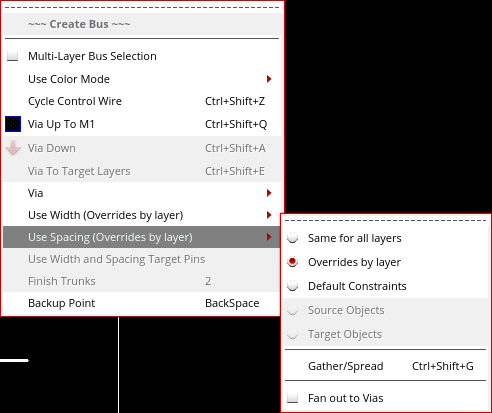 ~~~ Create Bus ~~~
Multi-Layer Bus Selection
Use Color Mode
Cycle Control Wire Ctrl+Shift+Z
Via Up To M1 Ctrl+Shift+Q
Via Down Ctrl+Shift+A
Via To Target Layers Ctrl+Shift+E
Via
Use Width (Overrides by layer)
Use Spacing (Overrides by layer)
Use Width and Spacing Target Pins
Finish Trunks 2
Backup Point BackSpace
Same for all layers
Overrides by layer
Default Constraints
Source Objects
Target Objects
Gather/Spread Ctrl+Shift+G
Fan out to Vias